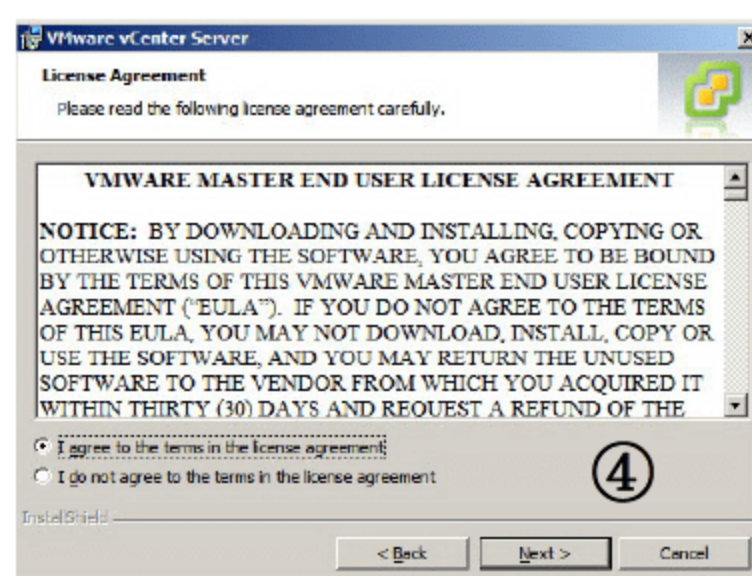 VMware vCenter Server
License Agreement
Please read the following license agreement carefully.
VMWARE MASTER END USER LICENSE AGREEMENT
NOTICE: BY DOWNLOADING AND INSTALLING, COPYING OR
OTHERWISE USING THE SOFTWARE, YOU AGREE TO BE BOUND
BY THE TERMS OF THIS VMWARE MASTER END USER LICENSE
AGREEMENT ("EULA"). IF YOU DO NOT AGREE TO THE TERMS
OF THIS EULA, YOU MAY NOT DOWNLOAD, INSTALL, COPY OR
USE THE SOFTWARE, AND YOU MAY RETURN THE UNUSED
SOFTWARE TO THE VENDOR FROM WHICH YOU ACQUIRED IT
WITHIN THIRTY (30) DAYS AND REQUEST A REFUND OF THE
I agree to the terms in the license agreement
I do not agree to the terms in the license agreement
④
InstallShield
< Back Next > Cancel